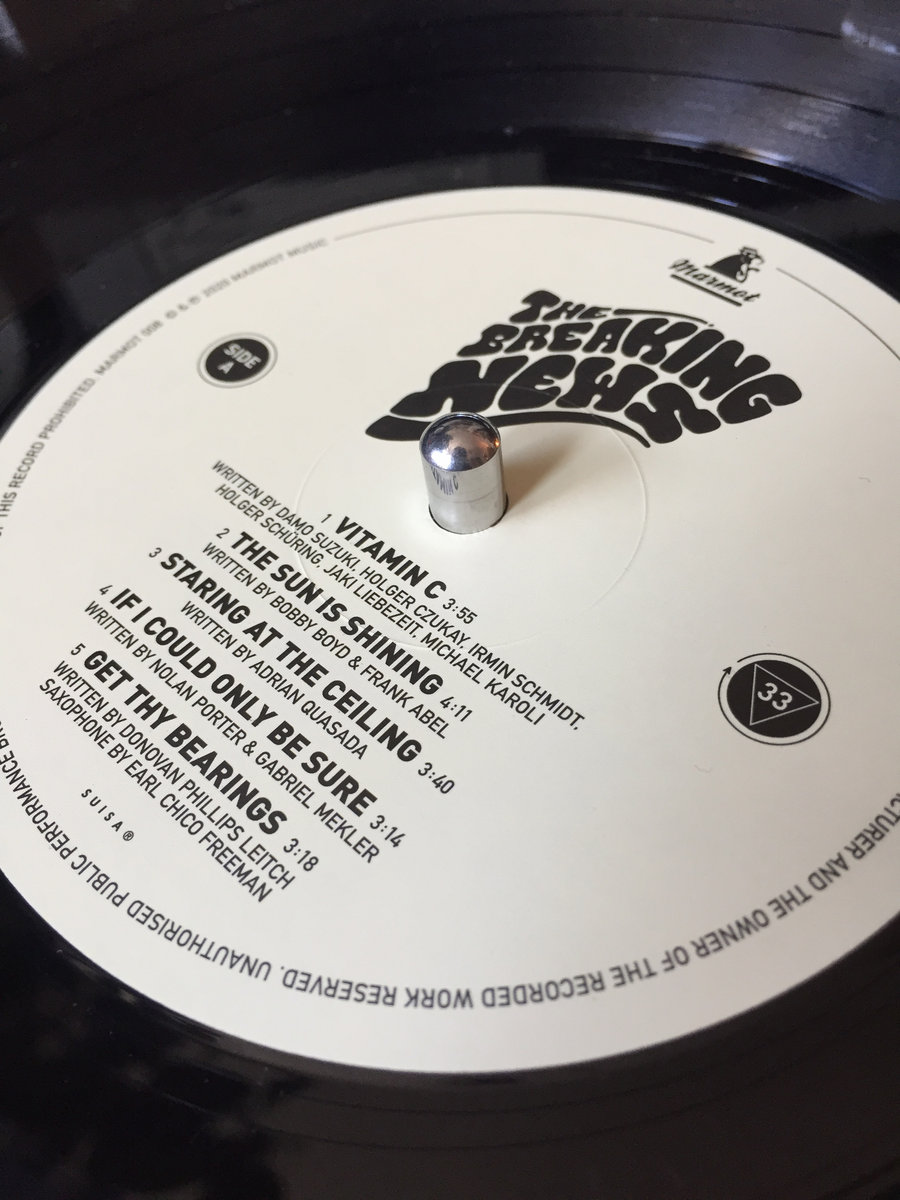 Marmot
THE
BREAKING
NEWS
SIDE
A
1 VITAMIN C 3:55
WRITTEN BY DAMO SUZUKI, HOLGER CZUKAY, IRMIN SCHMIDT,
HOLGER SCHÜRING, JAKI LIEBEZEIT, MICHAEL KAROLI
2 THE SUN IS SHINING 4:11
WRITTEN BY BOBBY BOYD & FRANK ABEL
3 STARING AT THE CEILING 3:40
WRITTEN BY ADRIAN QUASADA
4 IF I COULD ONLY BE SURE 3:14
WRITTEN BY NOLAN PORTER & GABRIEL MEKLER
5 GET THY BEARINGS 3:18
WRITTEN BY DONOVAN PHILLIPS LEITCH
SAXOPHONE BY EARL CHICO FREEMAN
SUISA®
33
AND THE OWNER OF THE RECORDED WORK RESERVED. UNAUTHORISED PUBLIC PERFORMANCE
THIS RECORD PROHIBITED. MARMOT 008 ℗ & © 2020 MARMOT MUSIC